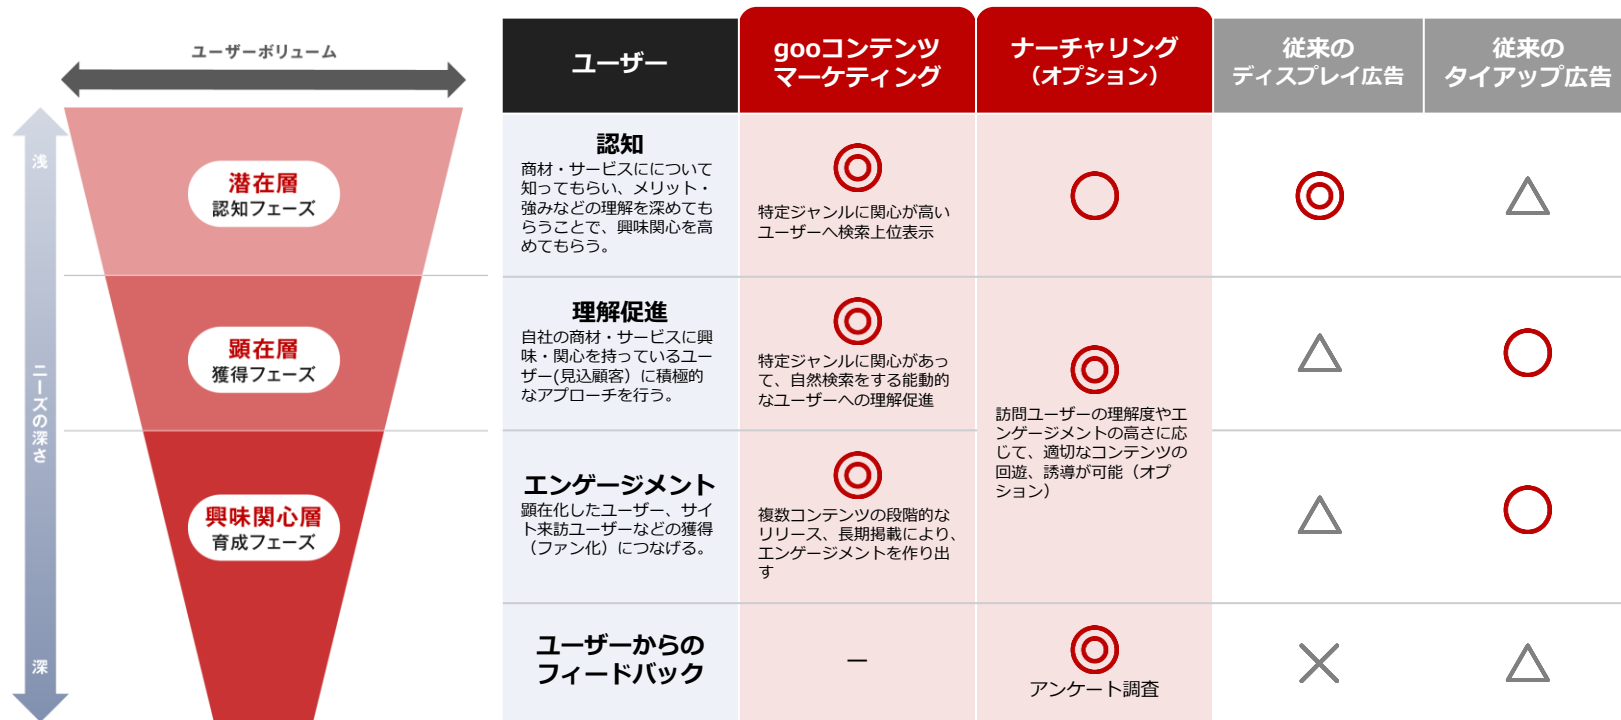 ユーザーボリューム
浅
ニーズの深さ
深
潜在層
認知フェーズ
顕在層
獲得フェーズ
興味関心層
育成フェーズ
ユーザー
gooコンテンツ
マーケティング
ナーチャリング
（オプション）
従来の
ディスプレイ広告
従来の
タイアップ広告
認知
商材・サービスにについて
知ってもらい、メリット・
強みなどの理解を深めても
らうことで、興味関心を高
めてもらう。
◎
特定ジャンルに関心が高い
ユーザーへ検索上位表示
○
◎
△
理解促進
自社の商材・サービスに興
味・関心を持っているユー
ザー(見込顧客）に積極的
なアプローチを行う。
◎
特定ジャンルに関心があっ
て、自然検索をする能動的
なユーザーへの理解促進
◎
訪問ユーザーの理解度やエ
ンゲージメントの高さに応
じて、適切なコンテンツの
回遊、誘導が可能（オプ
ション）
△
○
エンゲージメント
顕在化したユーザー、サイ
ト来訪ユーザーなどの獲得
（ファン化）につなげる。
◎
複数コンテンツの段階的な
リリース、長期掲載により、
エンゲージメントを作り出
す
△
○
ユーザーからの
フィードバック
－
◎
アンケート調査
×
△